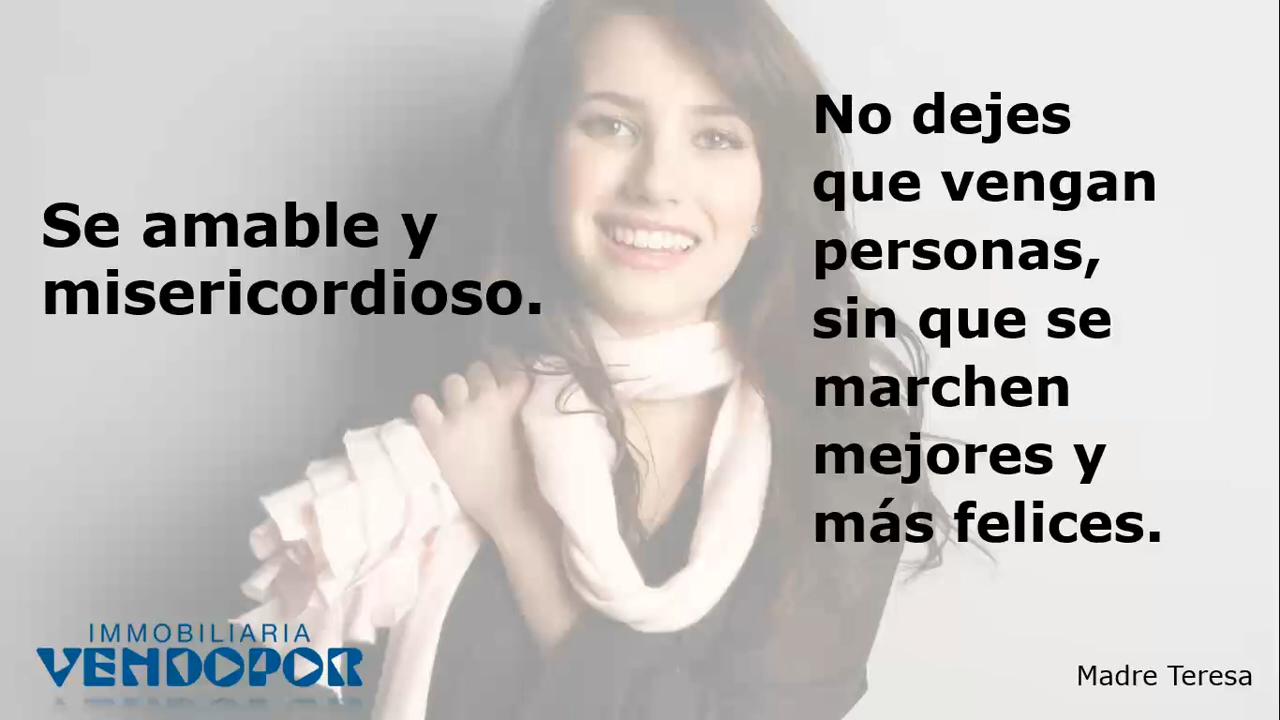 Se amable y
misericordioso.
No dejes
que vengan
personas,
sin que se
marchen
mejores y
más felices.
IMMOBILIARIA
VENDOPOR
Madre Teresa